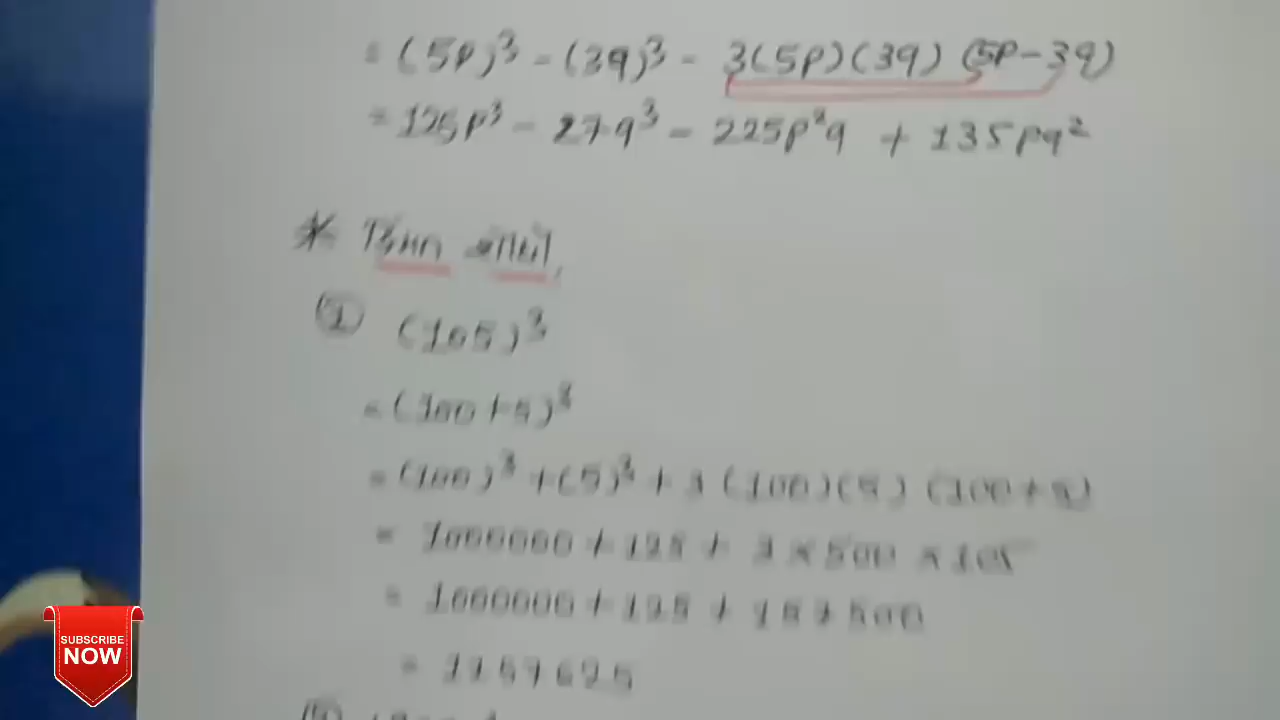 = (5p)³ - (3q)³ - 3(5p)(3q) (5p-3q)
= 125p³ - 27q³ - 225p²q + 135pq²
*
① (105)³
= (100+5)³
= (100)³ + (5)³ + 3 (100)(5) (100+5)
= 1000000 + 125 + 3 × 500 × 105
= 1000000 + 125 + 157500
= 1157625
SUBSCRIBE
NOW